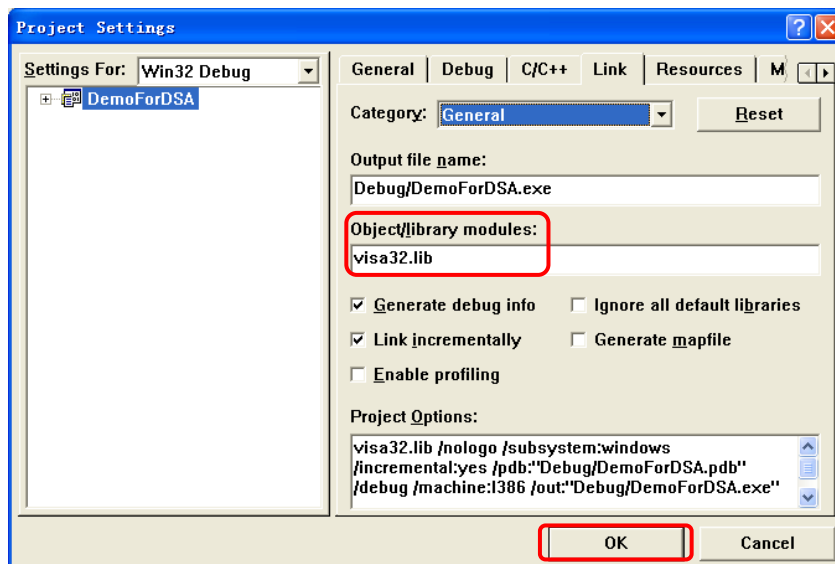 Project Settings
Settings For: Win32 Debug
DemoForDSA
General Debug C/C++ Link Resources M
Category: General Reset
Output file name:
Debug/DemoForDSA.exe
Object/library modules:
visa32.lib
Generate debug info Ignore all default libraries
Link incrementally Generate mapfile
Enable profiling
Project Options:
visa32.lib /nologo /subsystem:windows
/incremental:yes /pdb:"Debug/DemoForDSA.pdb"
/debug /machine:I386 /out:"Debug/DemoForDSA.exe"
OK Cancel